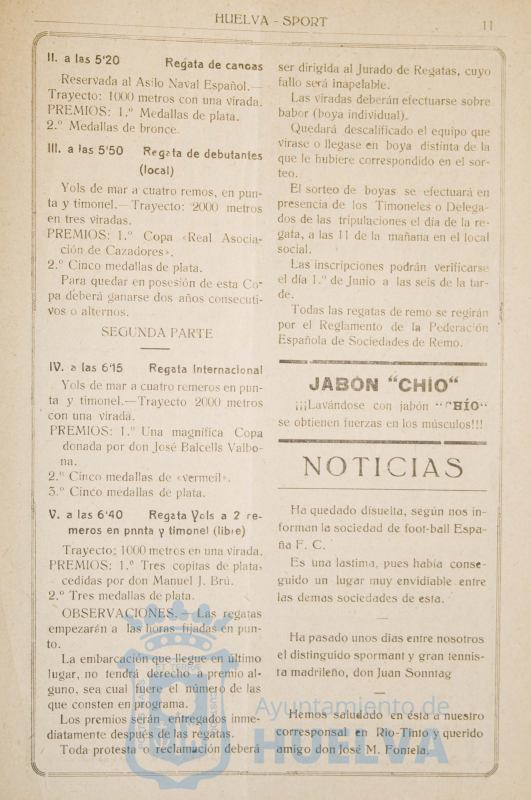 HUELVA - SPORT
11
II. a las 5'20 Regata de canoas
Reservada al Asilo Naval Español.—
Trayecto: 1000 metros con una virada.
PREMIOS: 1.º Medallas de plata.
2.º Medallas de bronce.
III. a las 5'50 Regata de debutantes
(local)
Yols de mar a cuatro remos, en pun-
ta y timonel.—Trayecto: 2000 metros
en tres viradas.
PREMIOS: 1.º Copa «Real Asocia-
ción de Cazadores».
2.º Cinco medallas de plata.
Para quedar en posesión de esta Co-
pa deberá ganarse dos años consecuti-
vos o alternos.
SEGUNDA PARTE
IV. a las 6'15 Regata Internacional
Yols de mar a cuatro remeros en pun-
ta y timonel.—Trayecto 2000 metros
con una virada.
PREMIOS: 1.º Una magnífica Copa
donada por don José Balcells Valbo-
na.
2.º Cinco medallas de «vermeil».
3.º Cinco medallas de plata.
V. a las 6'40 Regata Yols a 2 re-
meros en pnnta y timonel (libre)
Trayecto; 1000 metros en una virada.
PREMIOS: 1.º Tres copitas de plata,
cedidas por don Manuel J. Brú.
2.º Tres medallas de plata.
OBSERVACIONES.—Las regatas
empezarán a las horas fijadas en pun-
to.
La embarcación que llegue en último
lugar, no tendrá derecho a premio al-
guno, sea cual fuere el número de las
que consten en programa.
Los premios serán entregados inme-
diatamente después de las regatas.
Toda protesta o reclamación deberá
ser dirigida al Jurado de Regatas, cuyo
fallo será inapelable.
Las viradas deberán efectuarse sobre
babor (boya individual).
Quedará descalificado el equipo que
virase o llegase en boya distinta de la
que le hubiere correspondido en el sor-
teo.
El sorteo de boyas se efectuará en
presencia de los Timoneles o Delega-
dos de las tripulaciones el día de la re-
gata, a las 11 de la mañana en el local
social.
Las inscripciones podrán verificarse
el día 1.º de Junio a las seis de la tar-
de.
Todas las regatas de remo se regirán
por el Reglamento de la Federación
Española de Sociedades de Remo.
JABÓN "CHÍO"
¡¡¡Lavándose con jabón "CHÍO"
se obtienen fuerzas en los músculos!!!
NOTICIAS
Ha quedado disuelta, según nos in-
forman la sociedad de foot-ball Espa-
ña F. C.
Es una lastima, pues había conse-
guido un lugar muy envidiable entre
las demas sociedades de esta.
Ha pasado unos dias entre nosotros
el distinguido spormant y gran tennis-
ta madrileño, don Juan Sonntag
Hemos saludado en ésta a nuestro
corresponsal en Rio-Tinto y querido
amigo don José M. Fontela.
Ayuntamiento de
HUELVA